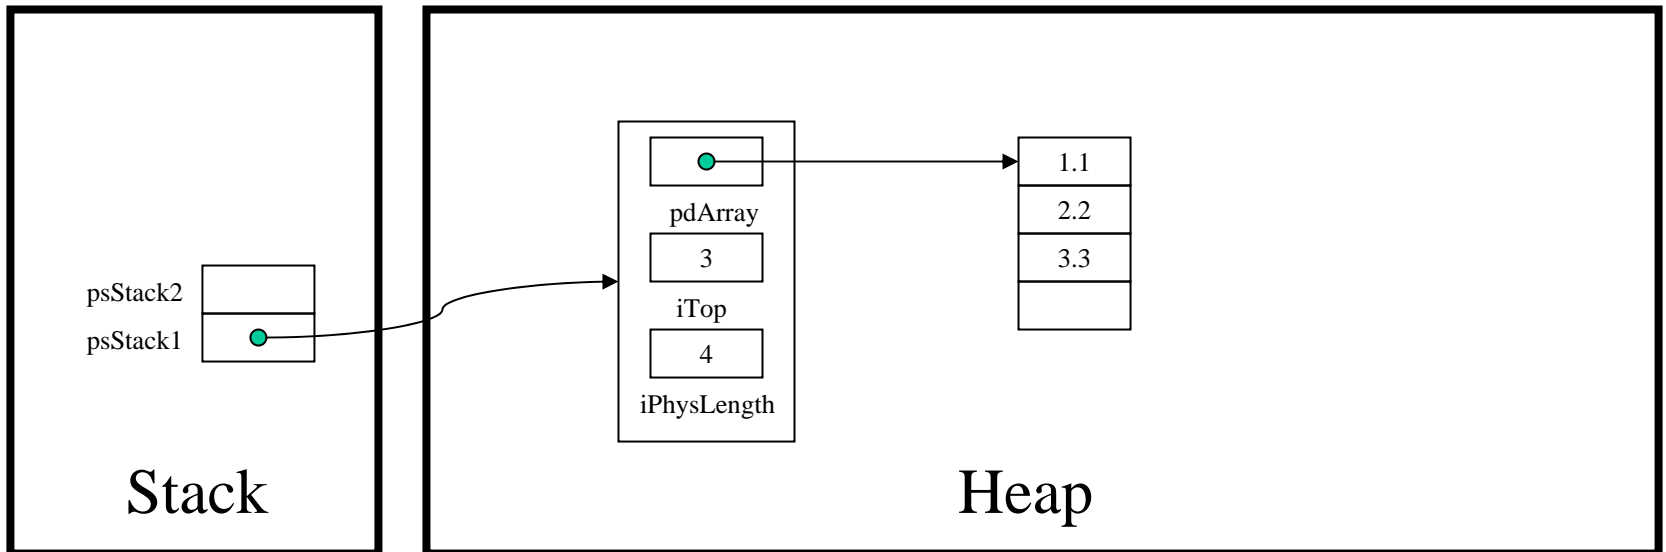 psStack2
psStack1
Stack
pdArray
3
iTop
4
iPhysLength
1.1
2.2
3.3
Heap